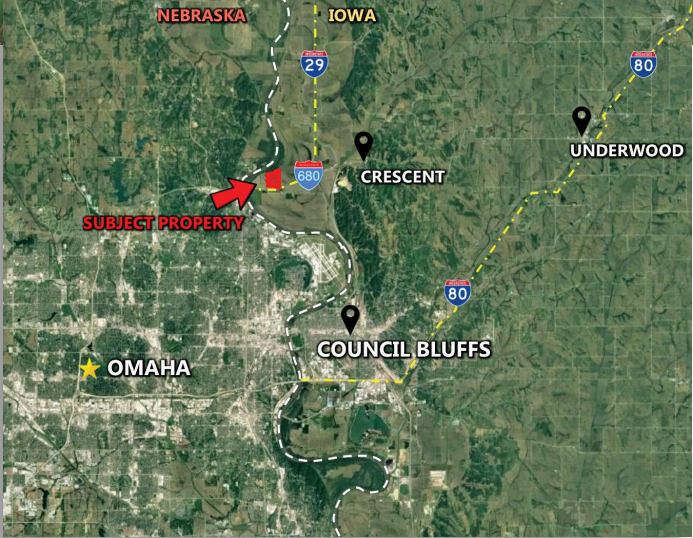 NEBRASKA
IOWA
29
80
UNDERWOOD
CRESCENT
680
SUBJECT PROPERTY
80
COUNCIL BLUFFS
OMAHA